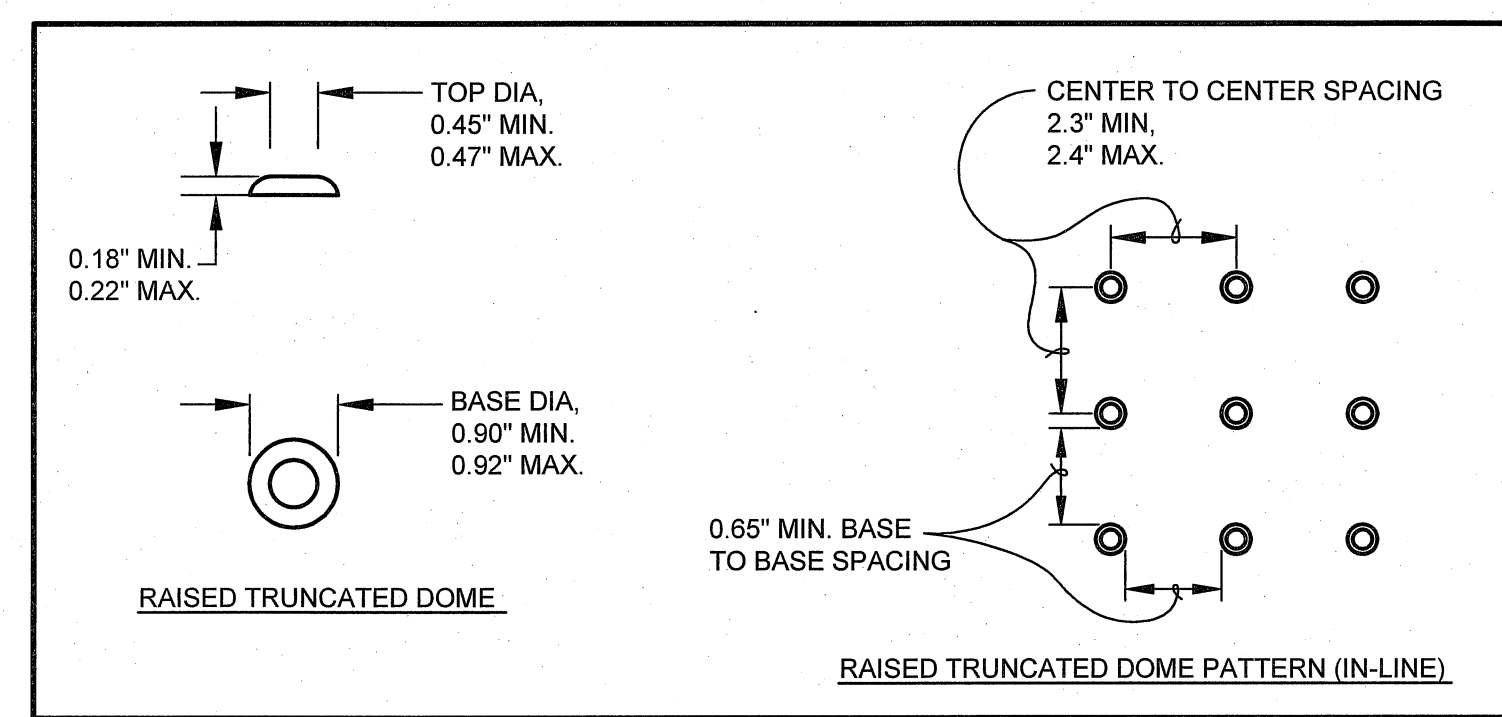 TOP DIA,
0.45" MIN.
0.47" MAX.
0.18" MIN.
0.22" MAX.
BASE DIA,
0.90" MIN.
0.92" MAX.
RAISED TRUNCATED DOME
CENTER TO CENTER SPACING
2.3" MIN,
2.4" MAX.
0.65" MIN. BASE
TO BASE SPACING
RAISED TRUNCATED DOME PATTERN (IN-LINE)